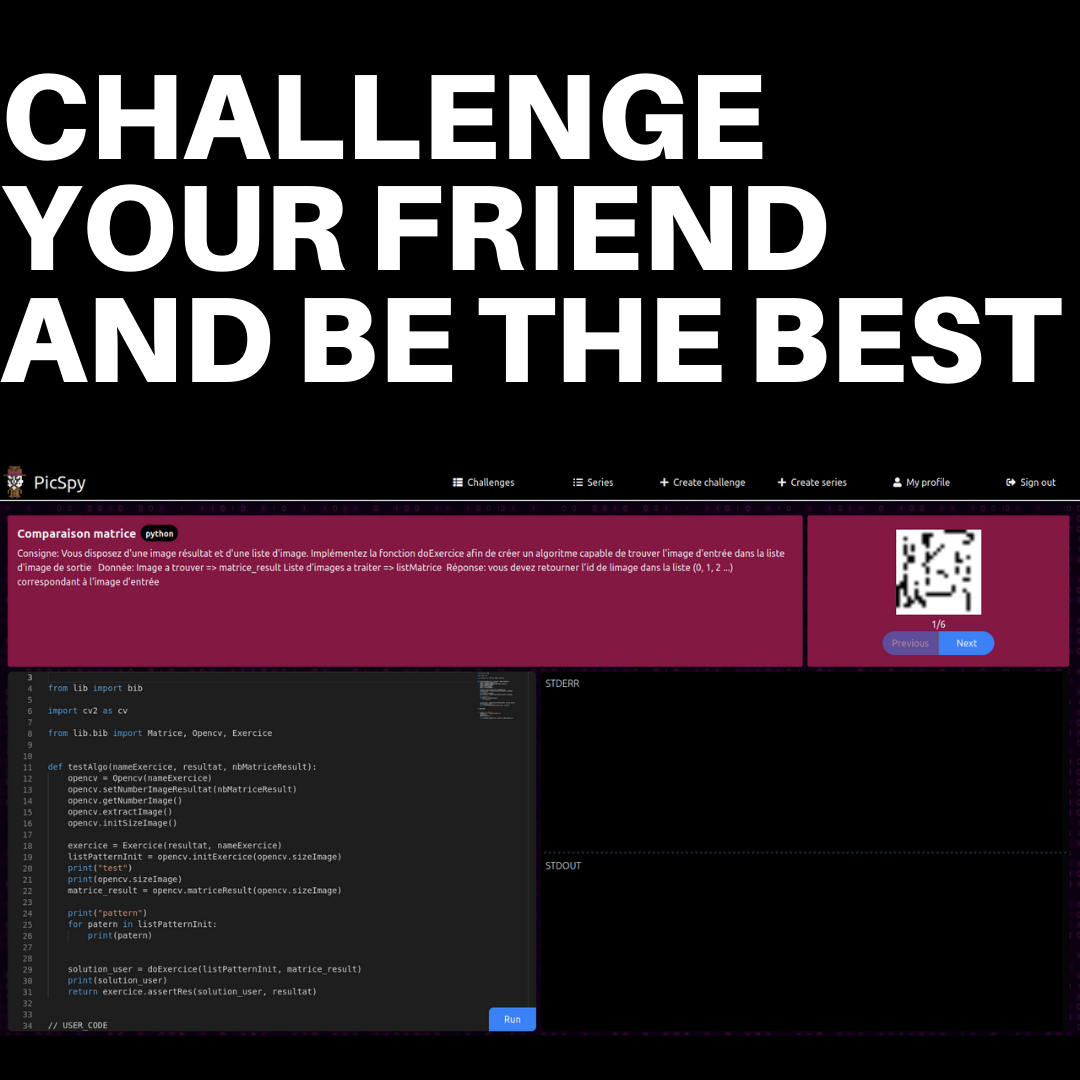 CHALLENGE
YOUR FRIEND
AND BE THE BEST
PicSpy
Challenges
Series
Create challenge
Create series
My profile
Sign out
Comparaison matrice python
Consigne: Vous disposez d'une image résultat et d'une liste d'image. Implémentez la fonction doExercice afin de créer un algoritme capable de trouver l'image d'entrée dans la liste
d'image de sortie Donnée: Image a trouver => matrice_result Liste d'images a traiter => listMatrice Réponse: vous devez retourner l'id de limage dans la liste (0, 1, 2 ...)
correspondant à l'image d'entrée
1/6
Previous
Next
3
4 from lib import bib
5
6 import cv2 as cv
7
8 from lib.bib import Matrice, Opencv, Exercice
9
10
11 def testAlgo(nameExercice, resultat, nbMatriceResult):
12 opencv = Opencv(nameExercice)
13 opencv.setNumberImageResultat(nbMatriceResult)
14 opencv.getNumberImage()
15 opencv.extractImage()
16 opencv.initSizeImage()
17
18 exercice = Exercice(resultat, nameExercice)
19 listPatternInit = opencv.initExercice(opencv.sizeImage)
20 print("test")
21 print(opencv.sizeImage)
22 matrice_result = opencv.matriceResult(opencv.sizeImage)
23
24 print("pattern")
25 for patern in listPatternInit:
26 print(patern)
27
28
29 solution_user = doExercice(listPatternInit, matrice_result)
30 print(solution_user)
31 return exercice.assertRes(solution_user, resultat)
32
33
34 // USER_CODE
Run
STDERR
STDOUT